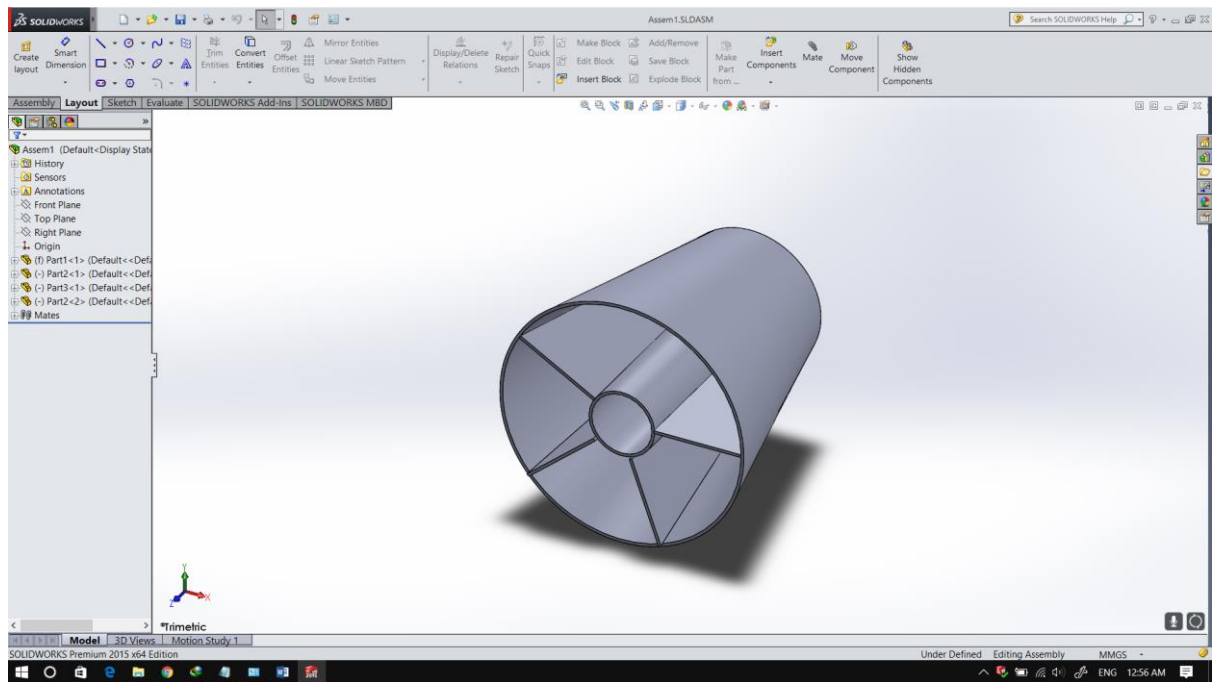 SOLIDWORKS
Assem1.SLDASM
Search SOLIDWORKS Help
Create layout
Smart Dimension
Trim Entities
Convert Entities
Offset Entities
Mirror Entities
Linear Sketch Pattern
Move Entities
Display/Delete Relations
Repair Sketch
Quick Snaps
Make Block
Edit Block
Insert Block
Add/Remove
Save Block
Explode Block
Make Part from ...
Insert Components
Mate
Move Component
Show Hidden Components
Assembly Layout Sketch Evaluate SOLIDWORKS Add-Ins SOLIDWORKS MBD
Assem1 (Default<Display State
History
Sensors
Annotations
Front Plane
Top Plane
Right Plane
Origin
(f) Part1<1> (Default<<Defa
(-) Part2<1> (Default<<Defa
(-) Part3<1> (Default<<Defa
(-) Part2<2> (Default<<Defa
Mates
Y
X
Z
*Trimetric
Model 3D Views Motion Study 1
SOLIDWORKS Premium 2015 x64 Edition
Under Defined Editing Assembly MMGS -
ENG 12:56 AM